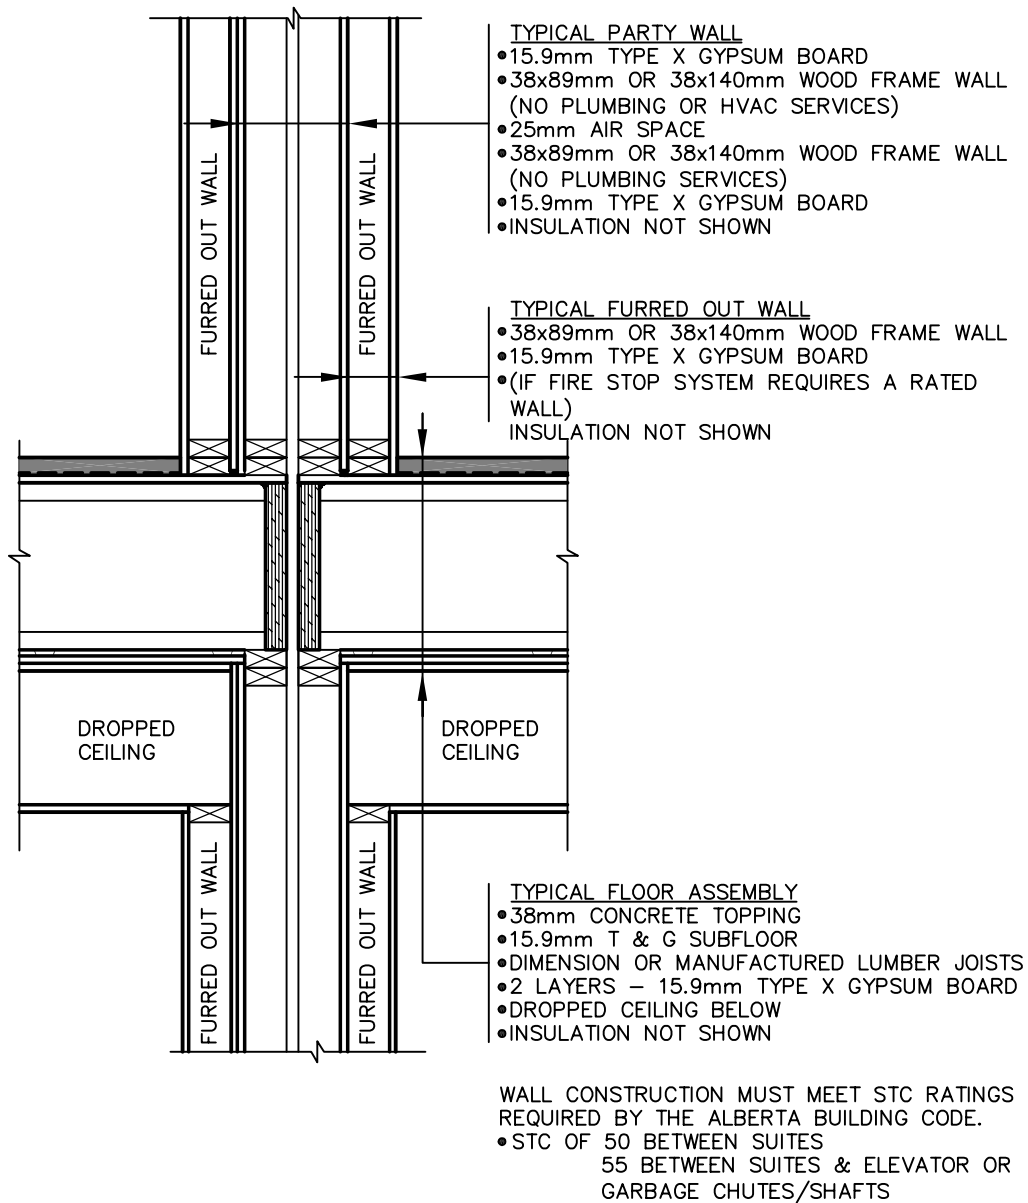 TYPICAL PARTY WALL
•15.9mm TYPE X GYPSUM BOARD
•38x89mm OR 38x140mm WOOD FRAME WALL
(NO PLUMBING OR HVAC SERVICES)
•25mm AIR SPACE
•38x89mm OR 38x140mm WOOD FRAME WALL
(NO PLUMBING SERVICES)
•15.9mm TYPE X GYPSUM BOARD
•INSULATION NOT SHOWN
FURRED OUT WALL
FURRED OUT WALL
TYPICAL FURRED OUT WALL
•38x89mm OR 38x140mm WOOD FRAME WALL
•15.9mm TYPE X GYPSUM BOARD
•(IF FIRE STOP SYSTEM REQUIRES A RATED
WALL)
INSULATION NOT SHOWN
DROPPED
CEILING
DROPPED
CEILING
FURRED OUT WALL
FURRED OUT WALL
TYPICAL FLOOR ASSEMBLY
•38mm CONCRETE TOPPING
•15.9mm T & G SUBFLOOR
•DIMENSION OR MANUFACTURED LUMBER JOISTS
•2 LAYERS – 15.9mm TYPE X GYPSUM BOARD
•DROPPED CEILING BELOW
•INSULATION NOT SHOWN
WALL CONSTRUCTION MUST MEET STC RATINGS
REQUIRED BY THE ALBERTA BUILDING CODE.
•STC OF 50 BETWEEN SUITES
55 BETWEEN SUITES & ELEVATOR OR
GARBAGE CHUTES/SHAFTS